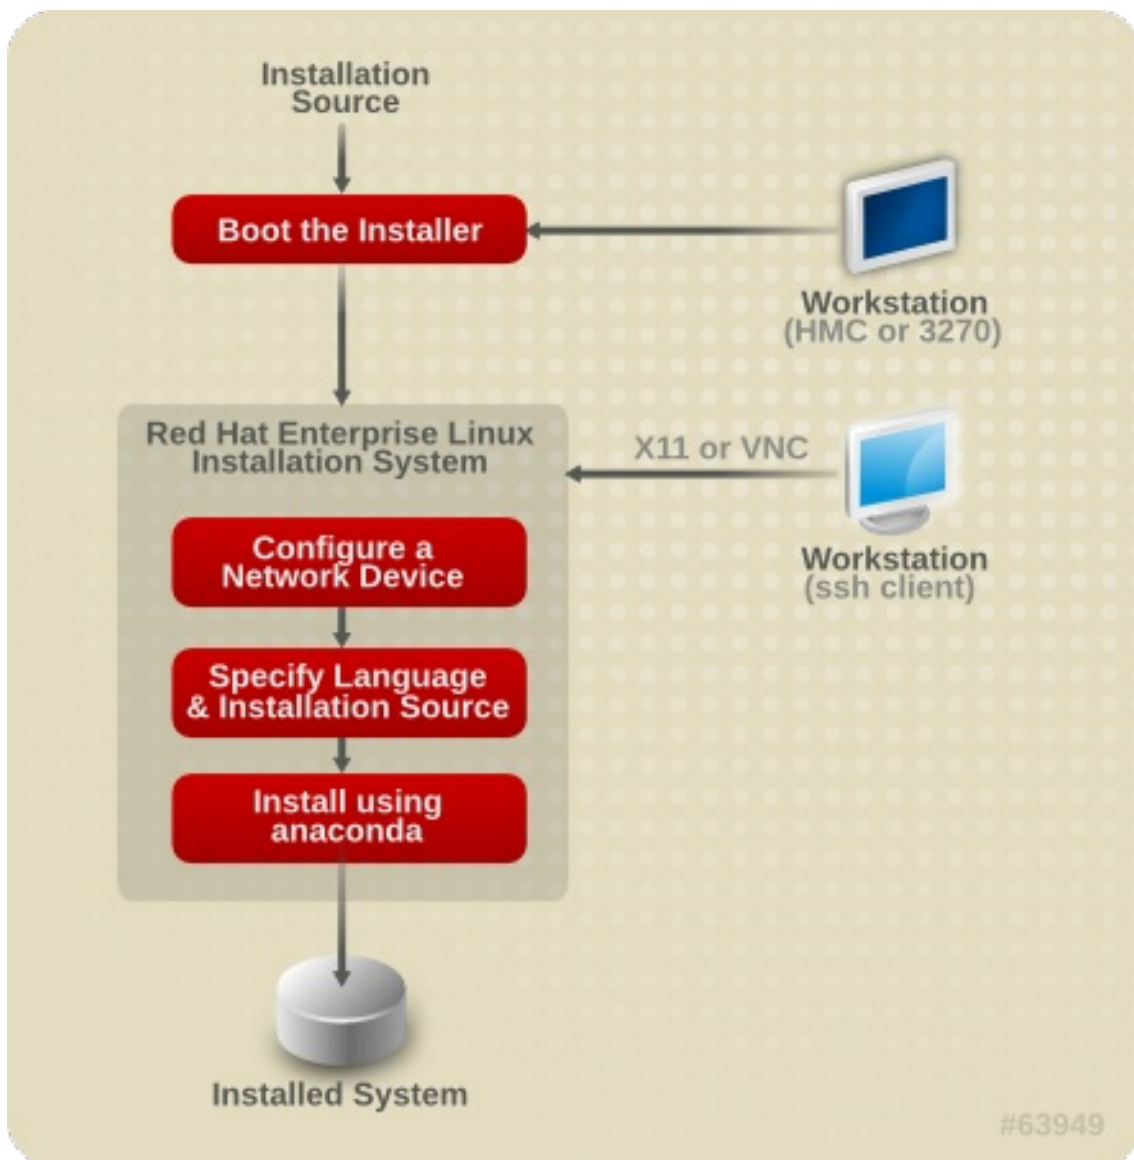 Installation
Source
Boot the Installer
Workstation
(HMC or 3270)
Red Hat Enterprise Linux
Installation System
X11 or VNC
Workstation
(ssh client)
Configure a
Network Device
Specify Language
& Installation Source
Install using
anaconda
Installed System
#63949